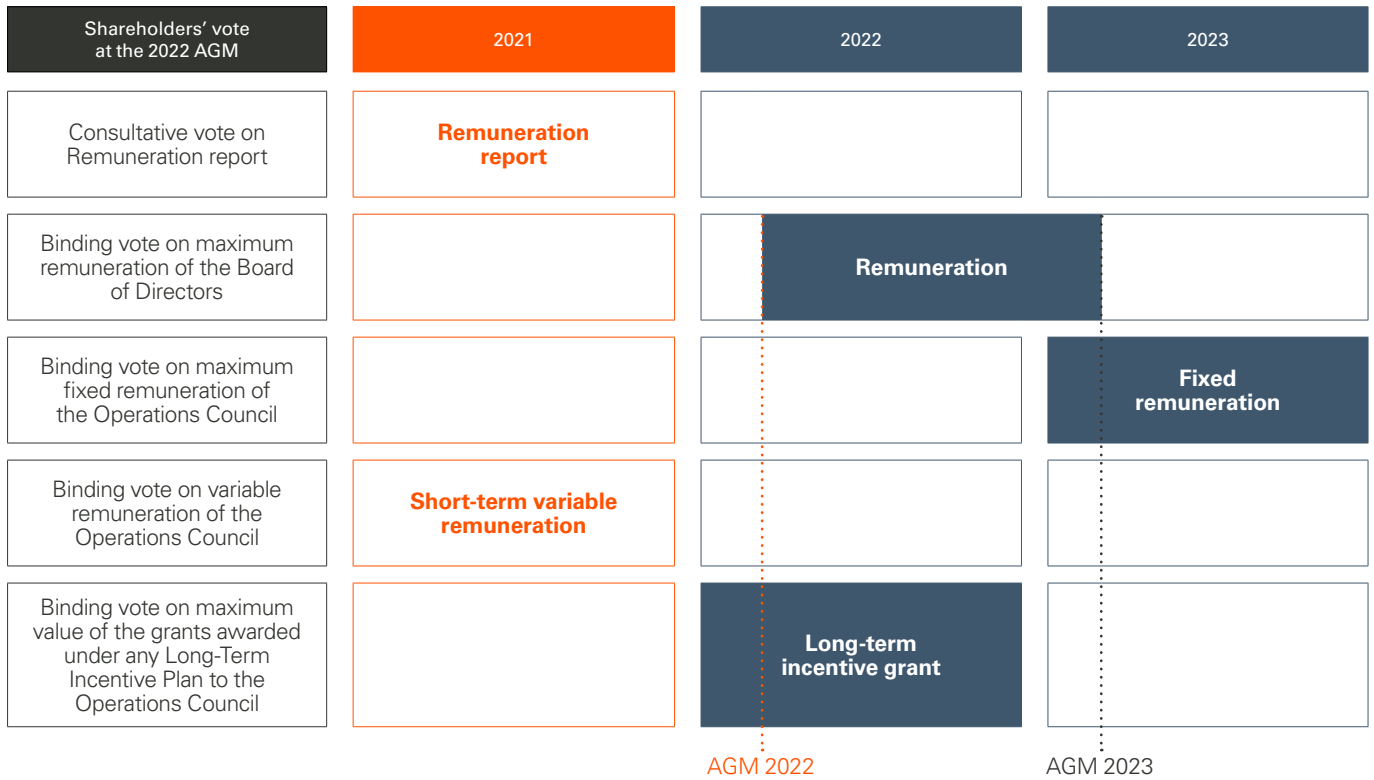 Shareholders’ vote
at the 2022 AGM
2021
2022
2023
Consultative vote on
Remuneration report
Remuneration
report
Binding vote on maximum
remuneration of the Board
of Directors
Remuneration
Binding vote on maximum
fixed remuneration of
the Operations Council
Fixed
remuneration
Binding vote on variable
remuneration of the
Operations Council
Short-term variable
remuneration
Binding vote on maximum
value of the grants awarded
under any Long-Term
Incentive Plan to the
Operations Council
Long-term
incentive grant
AGM 2022
AGM 2023